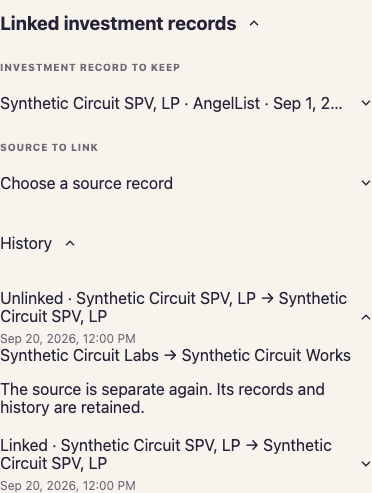 Linked investment records
INVESTMENT RECORD TO KEEP
Synthetic Circuit SPV, LP · AngelList · Sep 1, 2...
SOURCE TO LINK
Choose a source record
History
Unlinked · Synthetic Circuit SPV, LP → Synthetic
Circuit SPV, LP
Sep 20, 2026, 12:00 PM
Synthetic Circuit Labs → Synthetic Circuit Works
The source is separate again. Its records and
history are retained.
Linked · Synthetic Circuit SPV, LP → Synthetic
Circuit SPV, LP
Sep 20, 2026, 12:00 PM